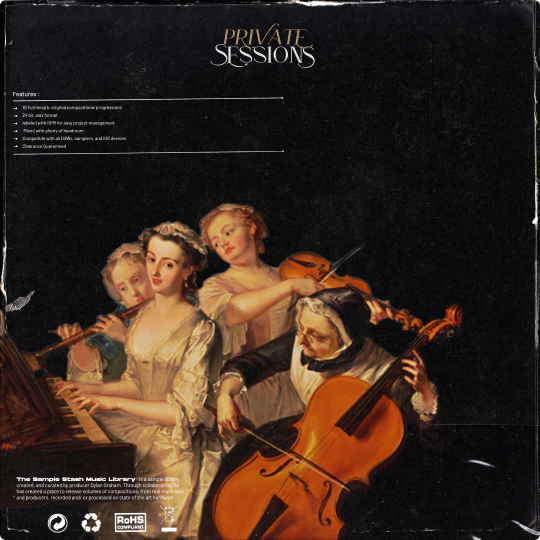 PRIVATE
SESSIONS
Features :
10 Full-length, original compositional progressions
24 bit .wav format
labeled with BPM for easy project management
Mixed with plenty of headroom
Compatible with all DAWs, samplers, and iOS devices
Clearance Guaranteed
The Sample Stash Music Library is a sample library
created, and curated by producer Dylan Graham. Through collaboration, he
has created a place to release volumes of compositions, from real musicians
and producers, recorded and/ or processed on state of the art hardware.
RoHS
COMPLIANT